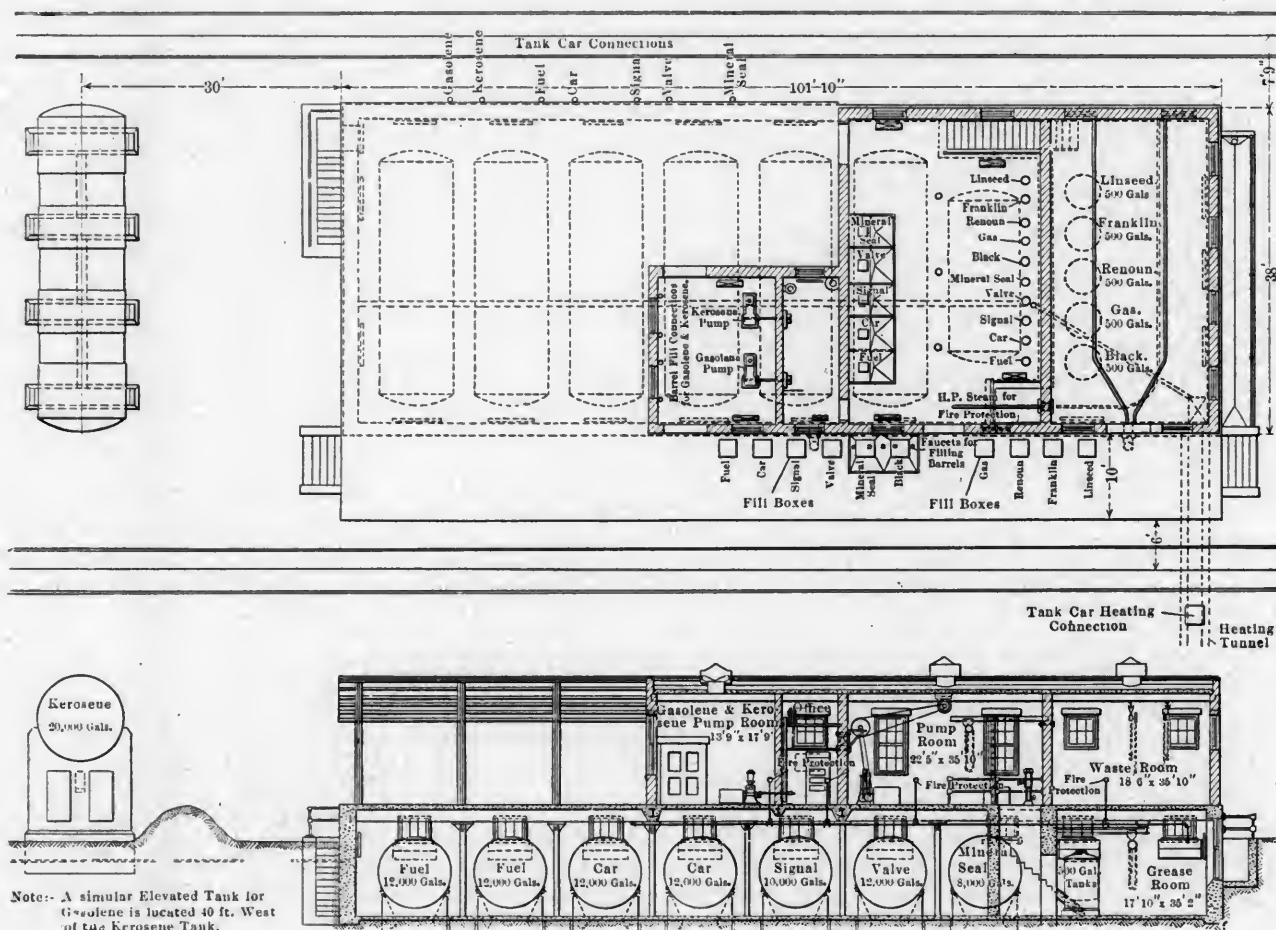 Tank Car Connections
Gasolene
Kerosene
Fuel
Car
Signal
Valve
Mineral
Seal
30'
101'-10"
7'9"
38'
Linseed
Franklin
Renoun
Gas
Black
Mineral Seal
Valve
Signal
Car
Fuel
Linseed
500 Gals
Franklin
500 Gals.
Renoun
500 Gals.
Gas.
500 Gals.
Black.
500 Gals.
Mineral
Seal
Valve
Signal
Car
Fuel
Barrel Fill Connections
for Gasolene & Kerosene.
Kerosene
Pump
Gasolene
Pump
H.P. Steam for
Fire Protection
Faucets for
Filling
Barrels
Fuel
Car
Signal
Valve
Mineral
Seal
Black
Gas
Renoun
Franklin
Linseed
Fill Boxes
Fill Boxes
10'
6'
Tank Car Heating
Connection
Heating
Tunnel
Kerosene
20,000 Gals.
Gasolene & Kero
sene Pump Room
13'9" x 17'9"
Office
Fire Protection
Pump
Room
22'5" x 35'10"
Fire Protection
Waste Room
18'6" x 35'10"
Fire
Protection
Fuel
12,000 Gals.
Fuel
12,000 Gals.
Car
12,000 Gals.
Car
12,000 Gals.
Signal
10,000 Gals.
Valve
12,000 Gals.
Mineral
Seal
8,000 Gals.
500 Gal.
Tanks
Grease
Room
17'10" x 35'2"
Note:- A simular Elevated Tank for
Gasolene is located 40 ft. West
of the Kerosene Tank.